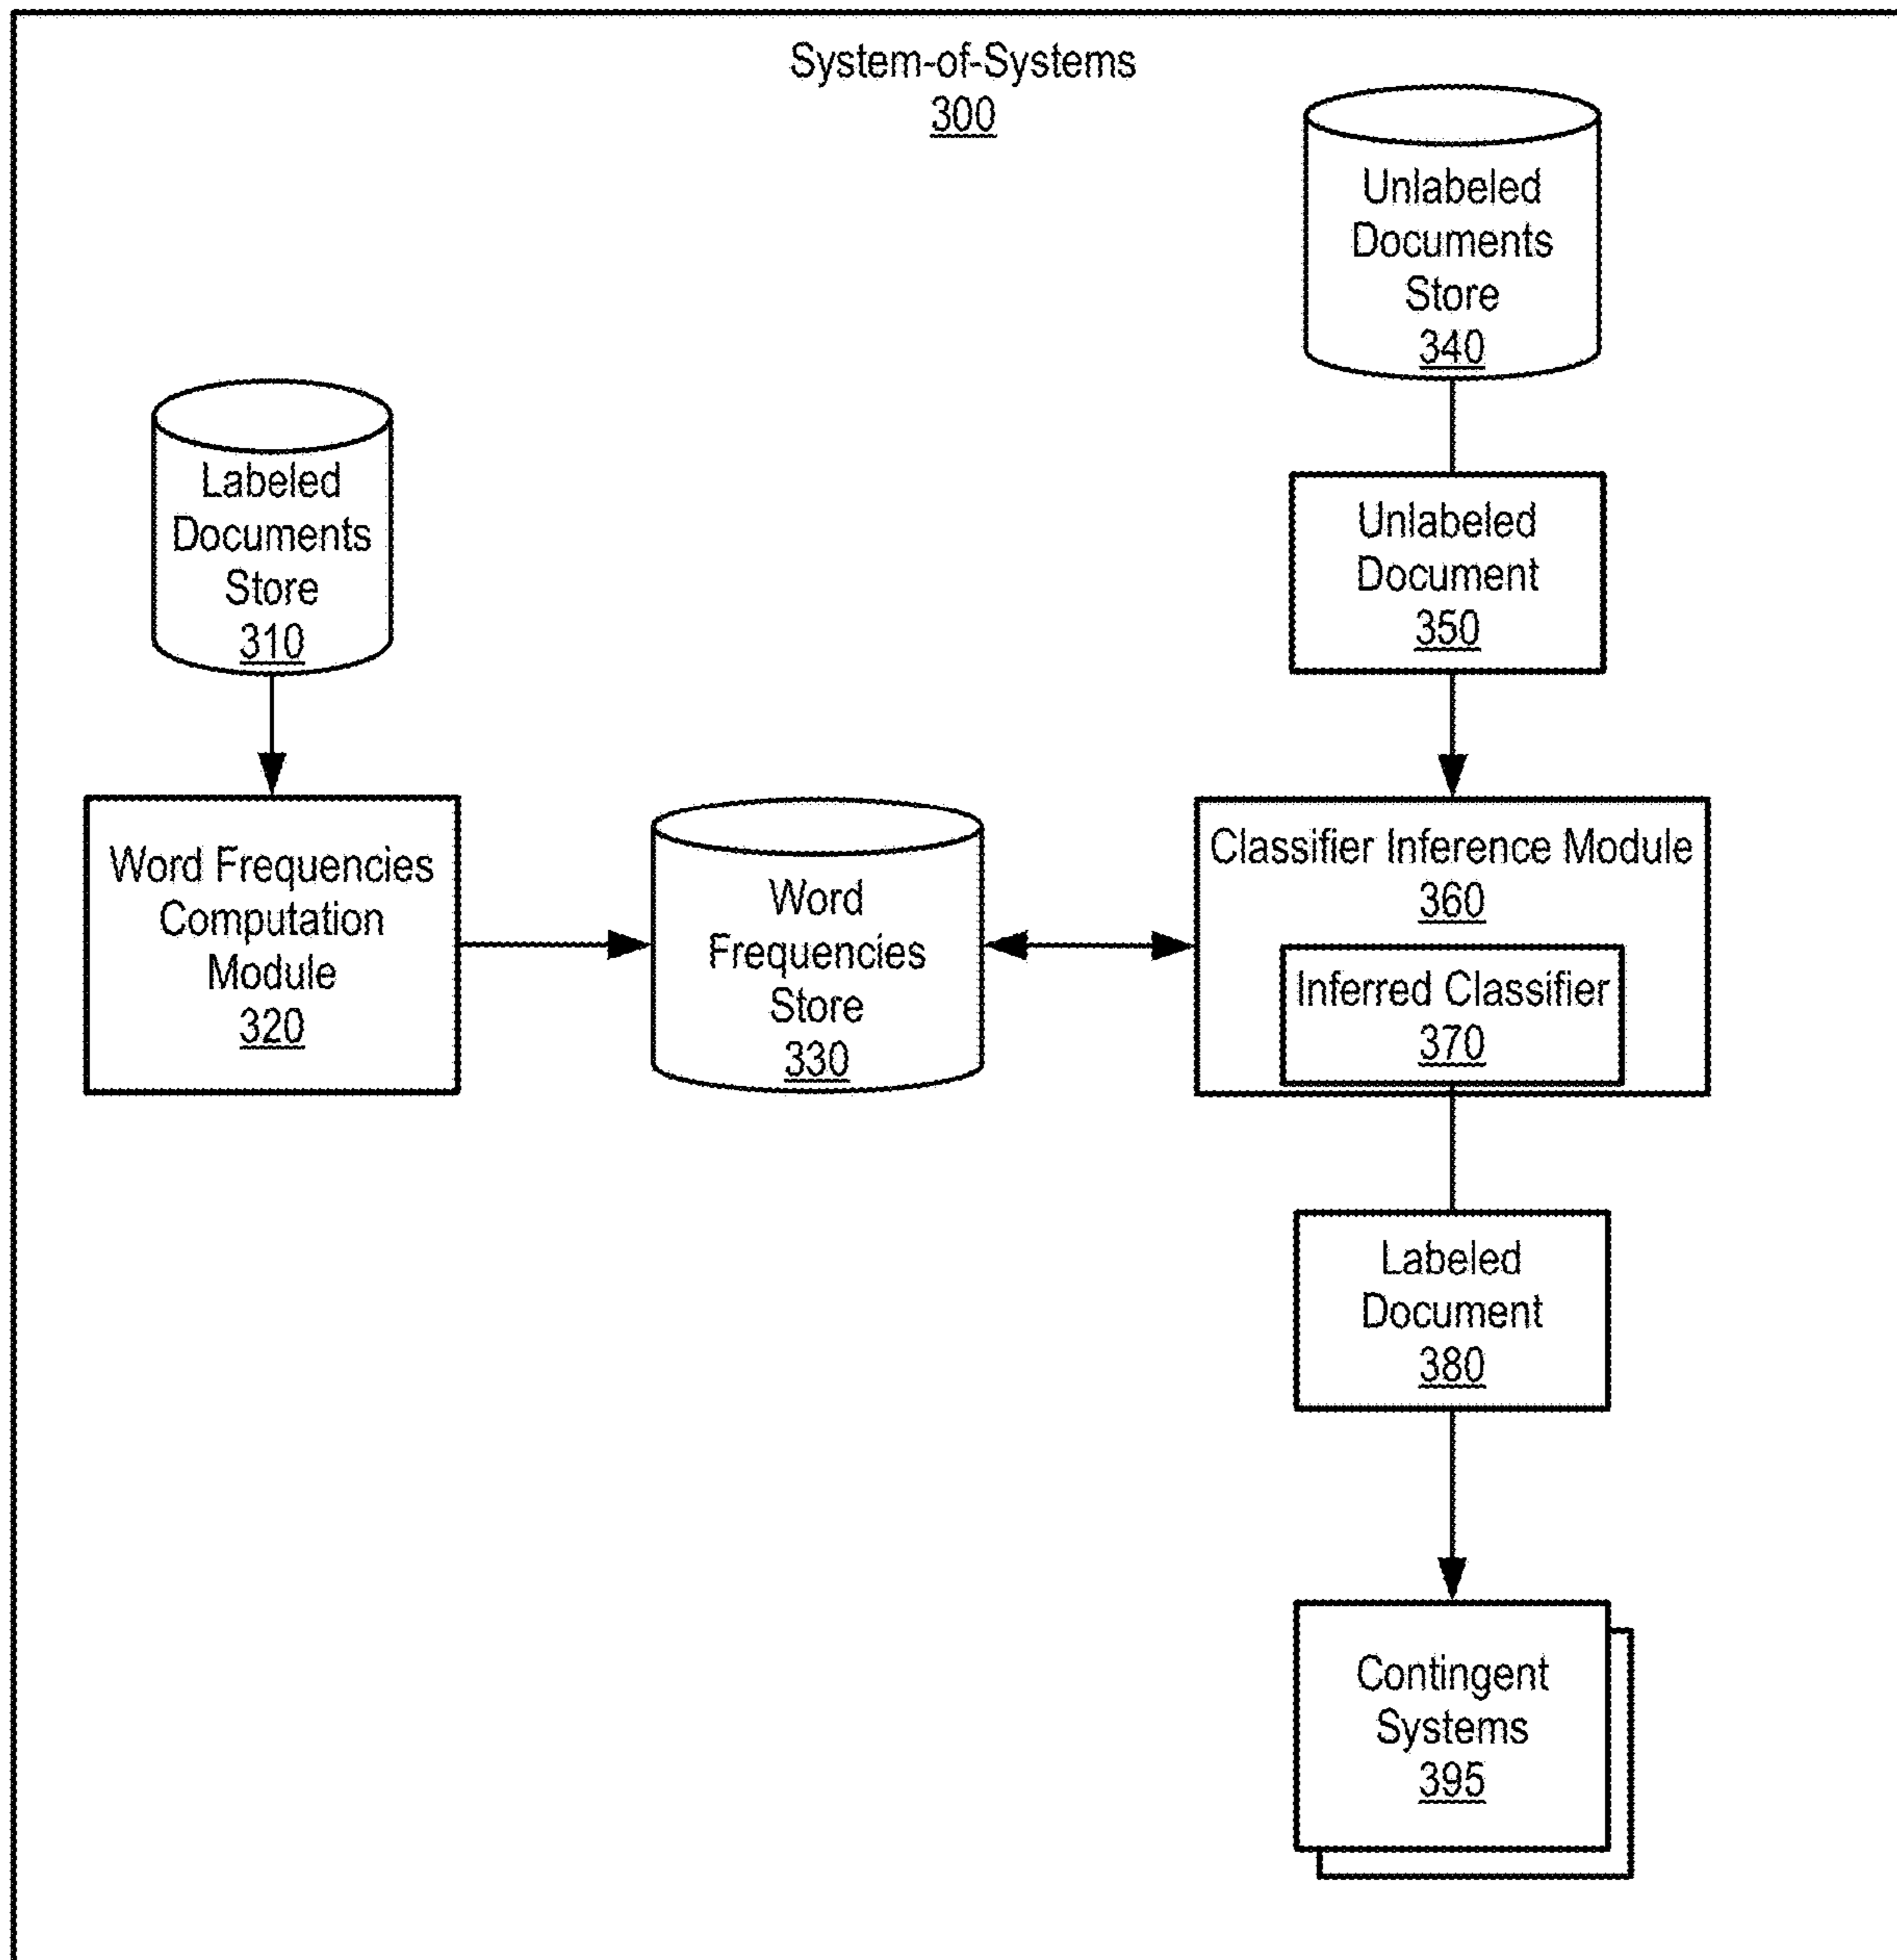 System-of-Systems
300
Unlabeled
Documents
Store
340
Labeled
Documents
Store
310
Unlabeled
Document
350
Word Frequencies
Computation
Module
320
Word
Frequencies
Store
330
Classifier Inference Module
360
Inferred Classifier
370
Labeled
Document
380
Contingent
Systems
395